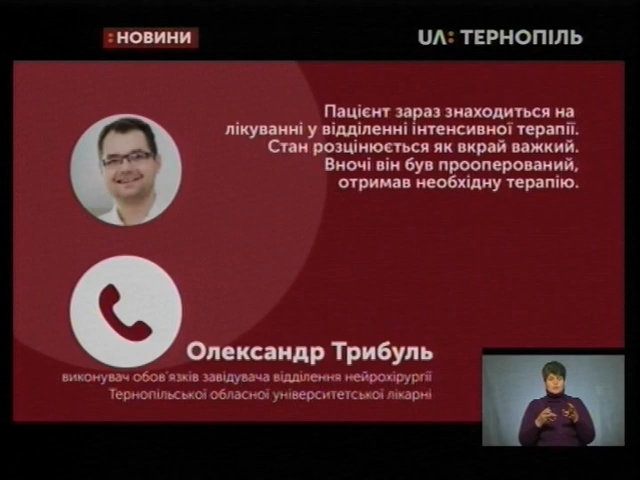 :НОВИНИ
UA: ТЕРНОПІЛЬ
Пацієнт зараз знаходиться на
лікуванні у відділенні інтенсивної терапії.
Стан розцінюється як вкрай важкий.
Вночі він був прооперований,
отримав необхідну терапію.
Олександр Трибуль
виконувач обов'язків завідувача відділення нейрохірургії
Тернопільської обласної університетської лікарні